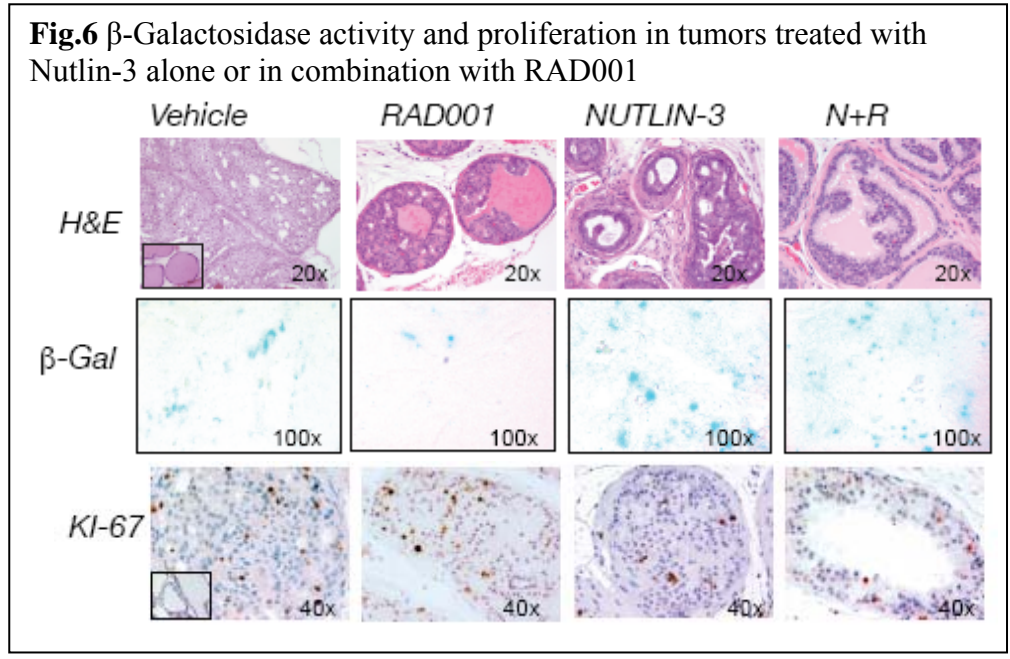 Fig.6 β-Galactosidase activity and proliferation in tumors treated with
Nutlin-3 alone or in combination with RAD001
Vehicle RAD001 NUTLIN-3 N+R
H&E 20x 20x 20x 20x
β-Gal 100x 100x 100x 100x
KI-67 40x 40x 40x 40x